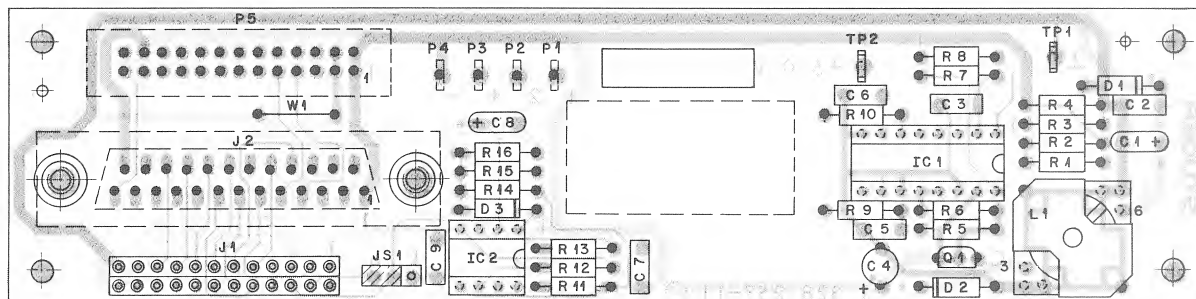 P5
P4
P3
P2
P1
TP2
TP1
R8
R7
D1
C6
C3
C2
1
W1
R10
R4
R3
C8
R2
C1
J2
R16
IC1
R1
R15
R14
1
D3
R9
R6
L1
6
C5
R5
J1
JS1
C9
IC2
R13
C7
C4
Q1
3
R12
R11
D2